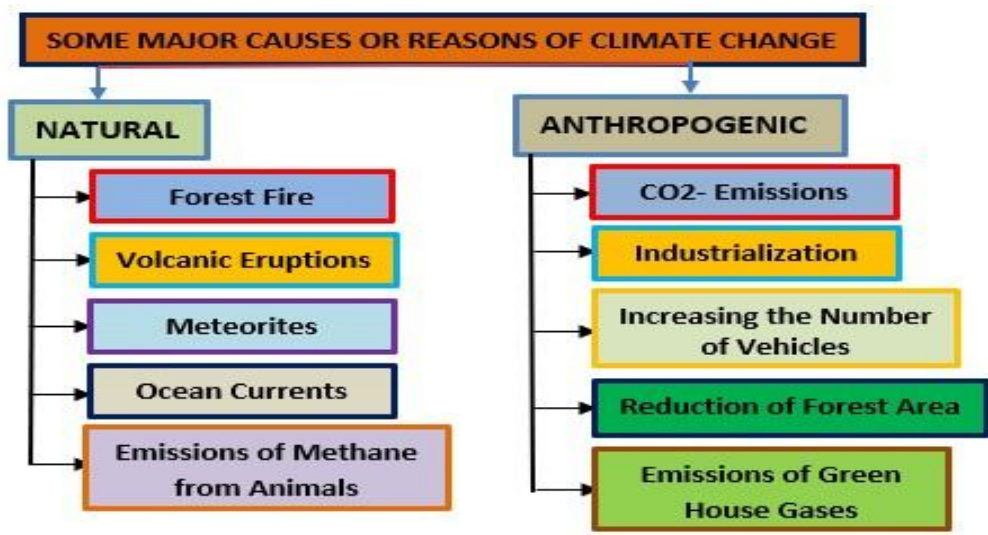 SOME MAJOR CAUSES OR REASONS OF CLIMATE CHANGE
NATURAL
Forest Fire
Volcanic Eruptions
Meteorites
Ocean Currents
Emissions of Methane
from Animals
ANTHROPOGENIC
CO2- Emissions
Industrialization
Increasing the Number
of Vehicles
Reduction of Forest Area
Emissions of Green
House Gases